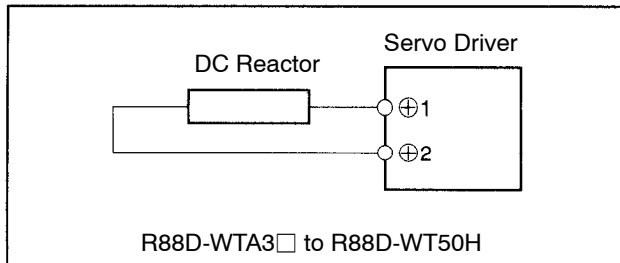 Servo Driver
DC Reactor
⊕1
⊕2
R88D-WTA3□ to R88D-WT50H